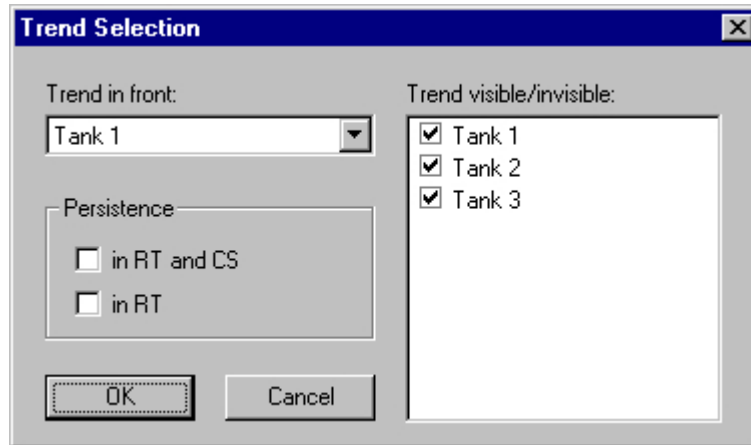 Trend Selection
Trend in front:
Tank 1
Persistence
in RT and CS
in RT
OK
Cancel
Trend visible/invisible:
Tank 1
Tank 2
Tank 3